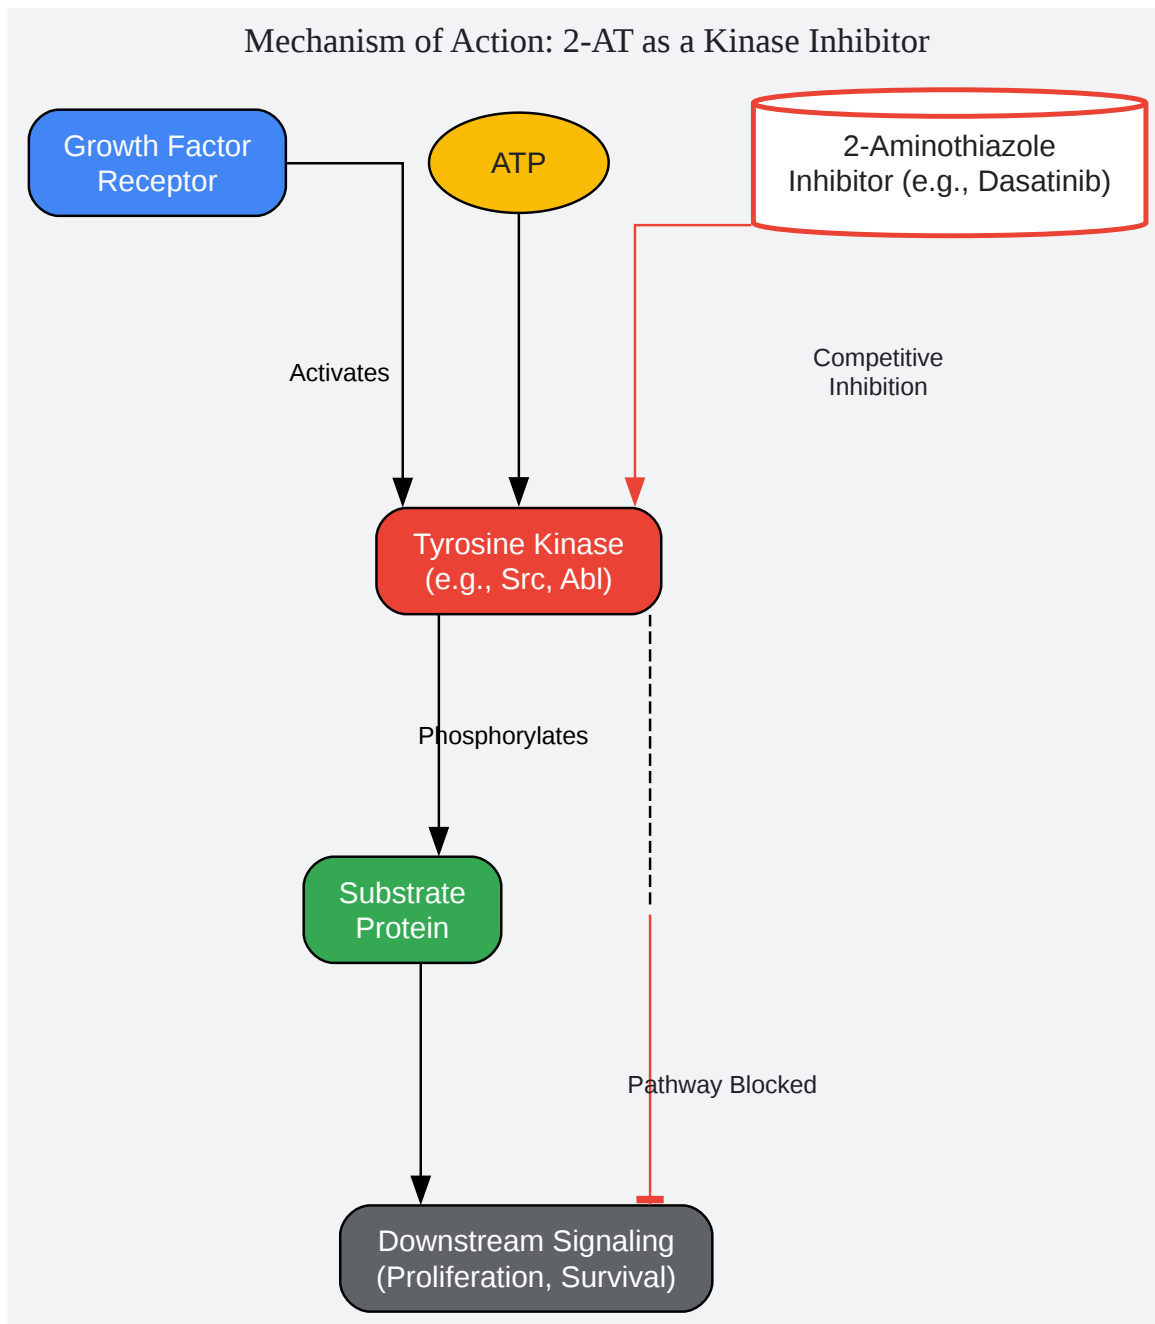 Mechanism of Action: 2-AT as a Kinase Inhibitor
Growth Factor
Receptor
ATP
2-Aminothiazole
Inhibitor (e.g., Dasatinib)
Activates
Competitive
Inhibition
Tyrosine Kinase
(e.g., Src, Abl)
Phosphorylates
Substrate
Protein
Pathway Blocked
Downstream Signaling
(Proliferation, Survival)